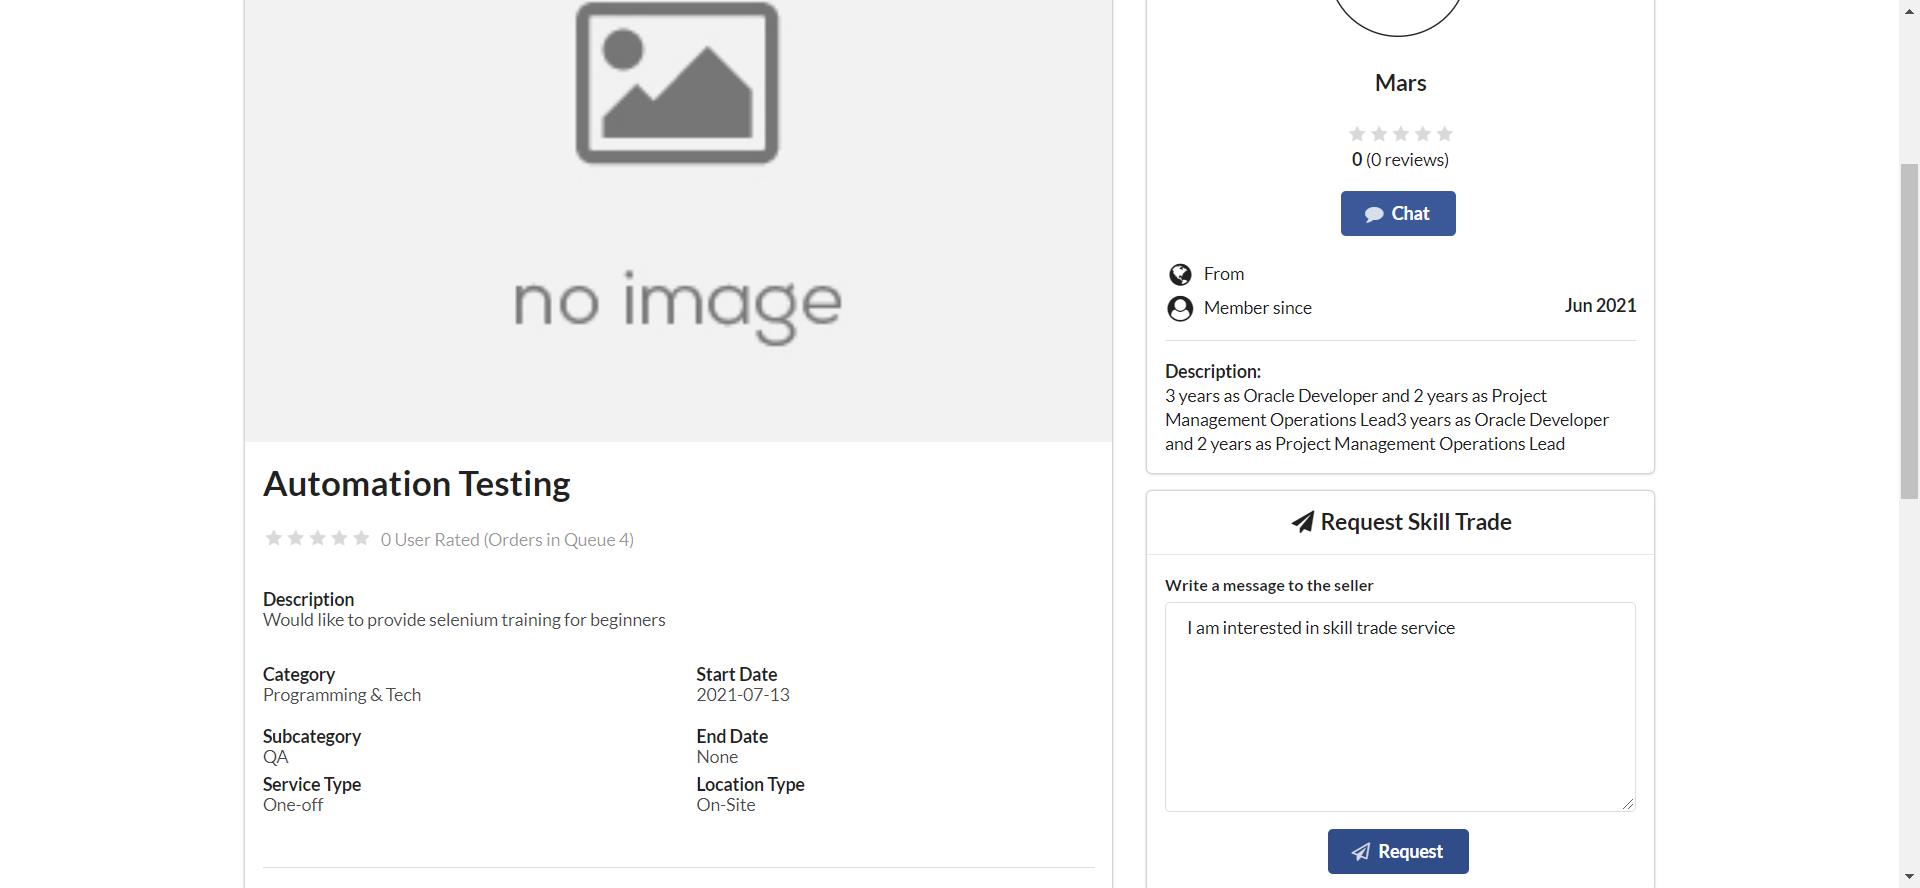 no image
Automation Testing
0 User Rated (Orders in Queue 4)
Description
Would like to provide selenium training for beginners
Category
Programming & Tech
Start Date
2021-07-13
Subcategory
QA
End Date
None
Service Type
One-off
Location Type
On-Site
Mars
0 (0 reviews)
Chat
From
Member since
Jun 2021
Description:
3 years as Oracle Developer and 2 years as Project
Management Operations Lead3 years as Oracle Developer
and 2 years as Project Management Operations Lead
Request Skill Trade
Write a message to the seller
I am interested in skill trade service
Request